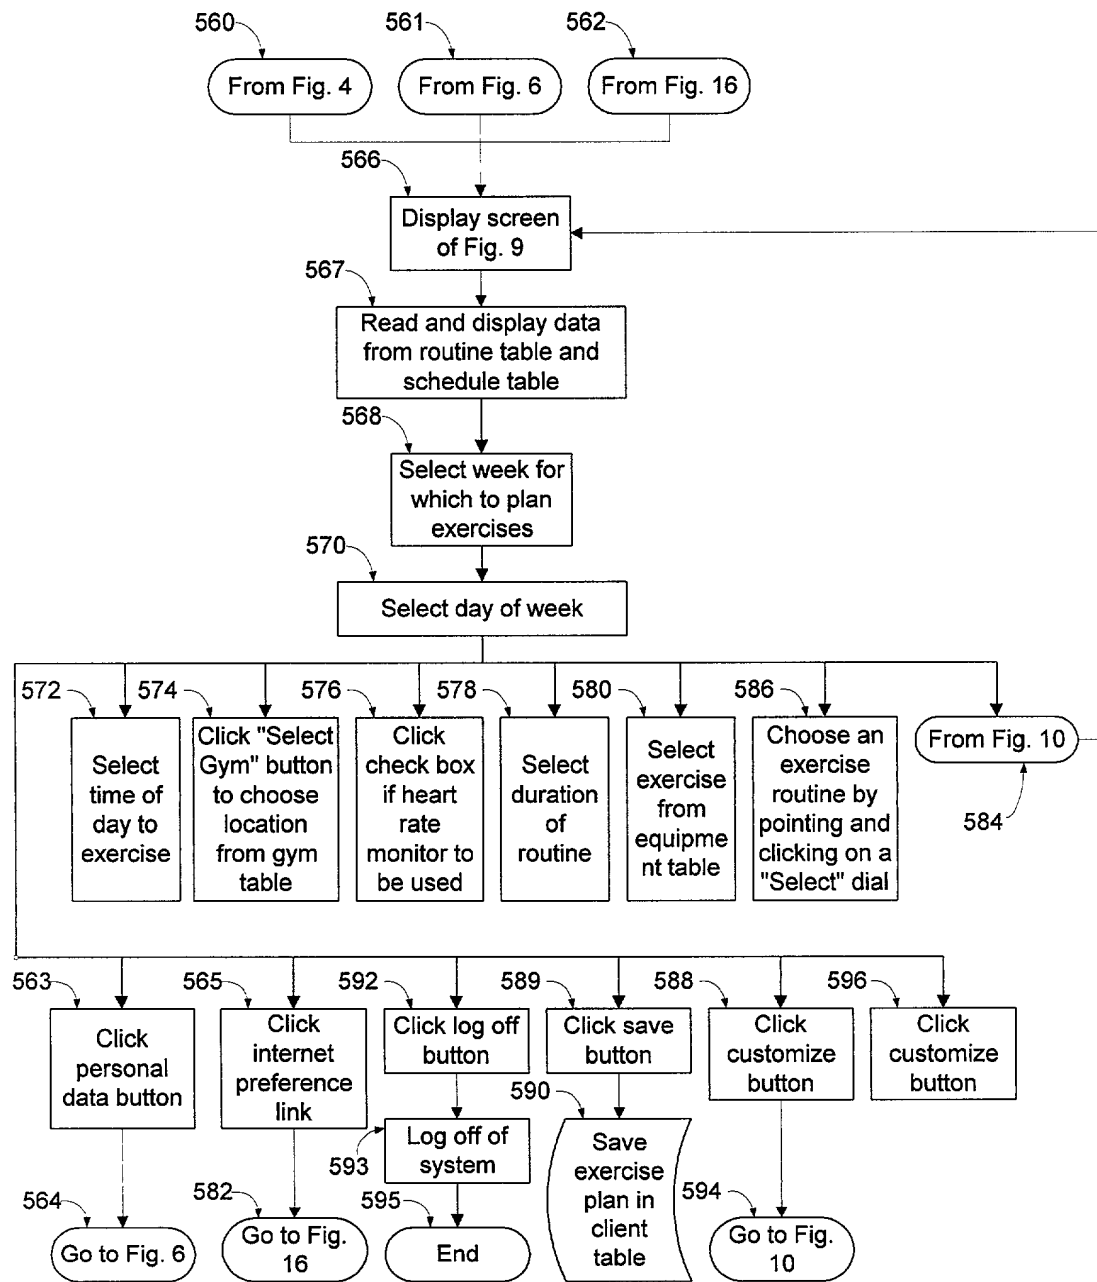 560
561
562
From Fig. 4
From Fig. 6
From Fig. 16
566
Display screen
of Fig. 9
567
Read and display data
from routine table and
schedule table
568
Select week for
which to plan
exercises
570
Select day of week
572
Select
time of
day to
exercise
574
Click "Select
Gym" button
to choose
location
from gym
table
576
Click
check box
if heart
rate
monitor to
be used
578
Select
duration
of
routine
580
Select
exercise
from
equipme
nt table
586
Choose an
exercise
routine by
pointing and
clicking on a
"Select" dial
From Fig. 10
584
563
Click
personal
data button
565
Click
internet
preference
link
592
Click log off
button
589
Click save
button
588
Click
customize
button
596
Click
customize
button
593
Log off of
system
590
Save
exercise
plan in
client
table
564
Go to Fig. 6
582
Go to Fig.
16
595
End
594
Go to Fig.
10